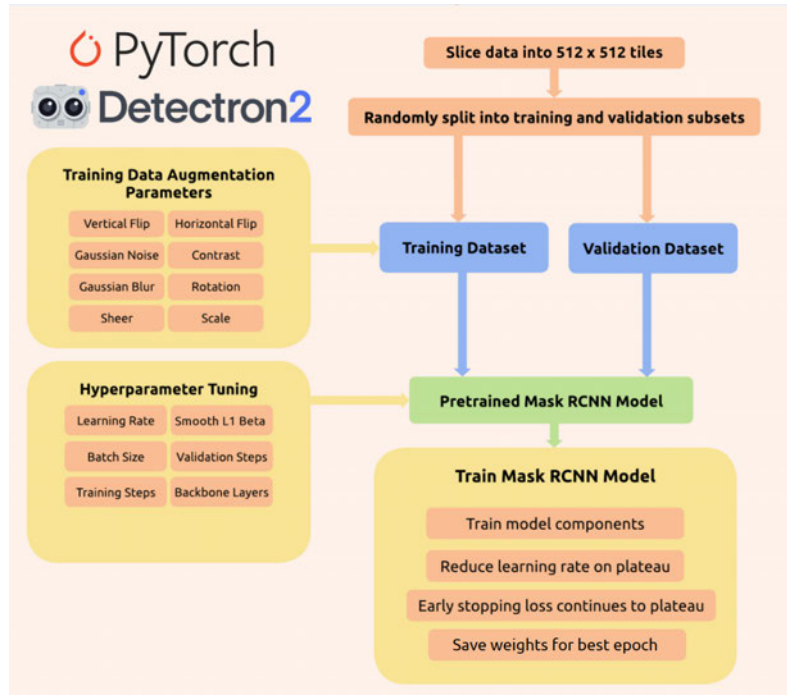 PyTorch
Detectron2
Slice data into 512 x 512 tiles
Randomly split into training and validation subsets
Training Data Augmentation
Parameters
Vertical Flip
Horizontal Flip
Gaussian Noise
Contrast
Gaussian Blur
Rotation
Sheer
Scale
Training Dataset
Validation Dataset
Hyperparameter Tuning
Learning Rate
Smooth L1 Beta
Batch Size
Validation Steps
Training Steps
Backbone Layers
Pretrained Mask RCNN Model
Train Mask RCNN Model
Train model components
Reduce learning rate on plateau
Early stopping loss continues to plateau
Save weights for best epoch